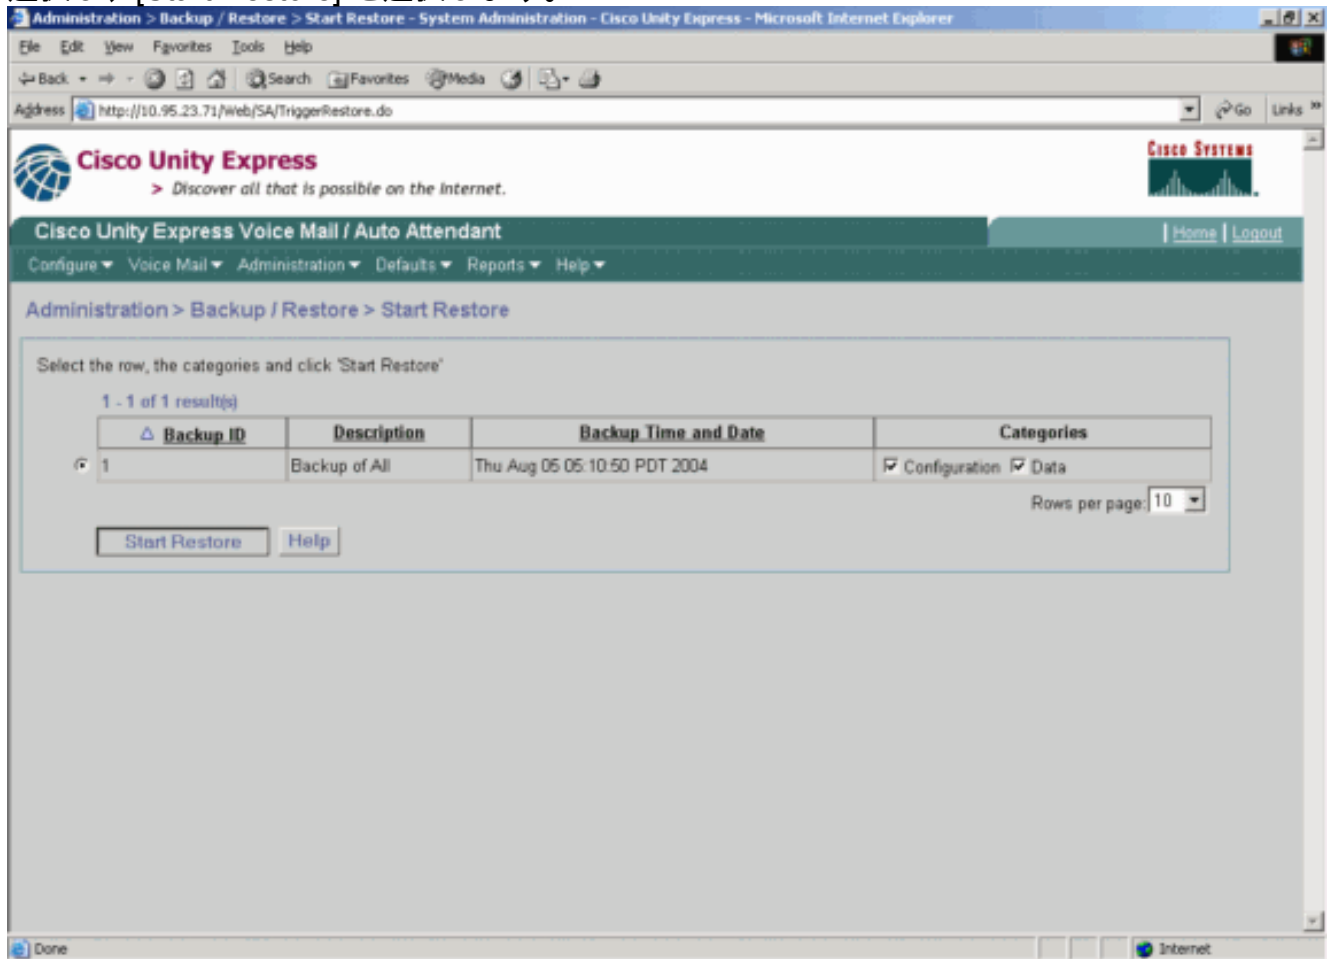 Administration > Backup / Restore > Start Restore - System Administration - Cisco Unity Express - Microsoft Internet Explorer
File Edit View Favorites Tools Help
Back Search Favorites Media
Address http://10.95.23.71/Web/SA/TriggerRestore.do Go Links »
Cisco Unity Express
> Discover all that is possible on the Internet.
CISCO SYSTEMS
Cisco Unity Express Voice Mail / Auto Attendant
| Home | Logout
Configure Voice Mail Administration Defaults Reports Help
Administration > Backup / Restore > Start Restore
Select the row, the categories and click 'Start Restore'
1 - 1 of 1 result(s)
Backup ID Description Backup Time and Date Categories
1 Backup of All Thu Aug 05 05:10:50 PDT 2004 Configuration Data
Rows per page: 10
Start Restore Help
Done Internet